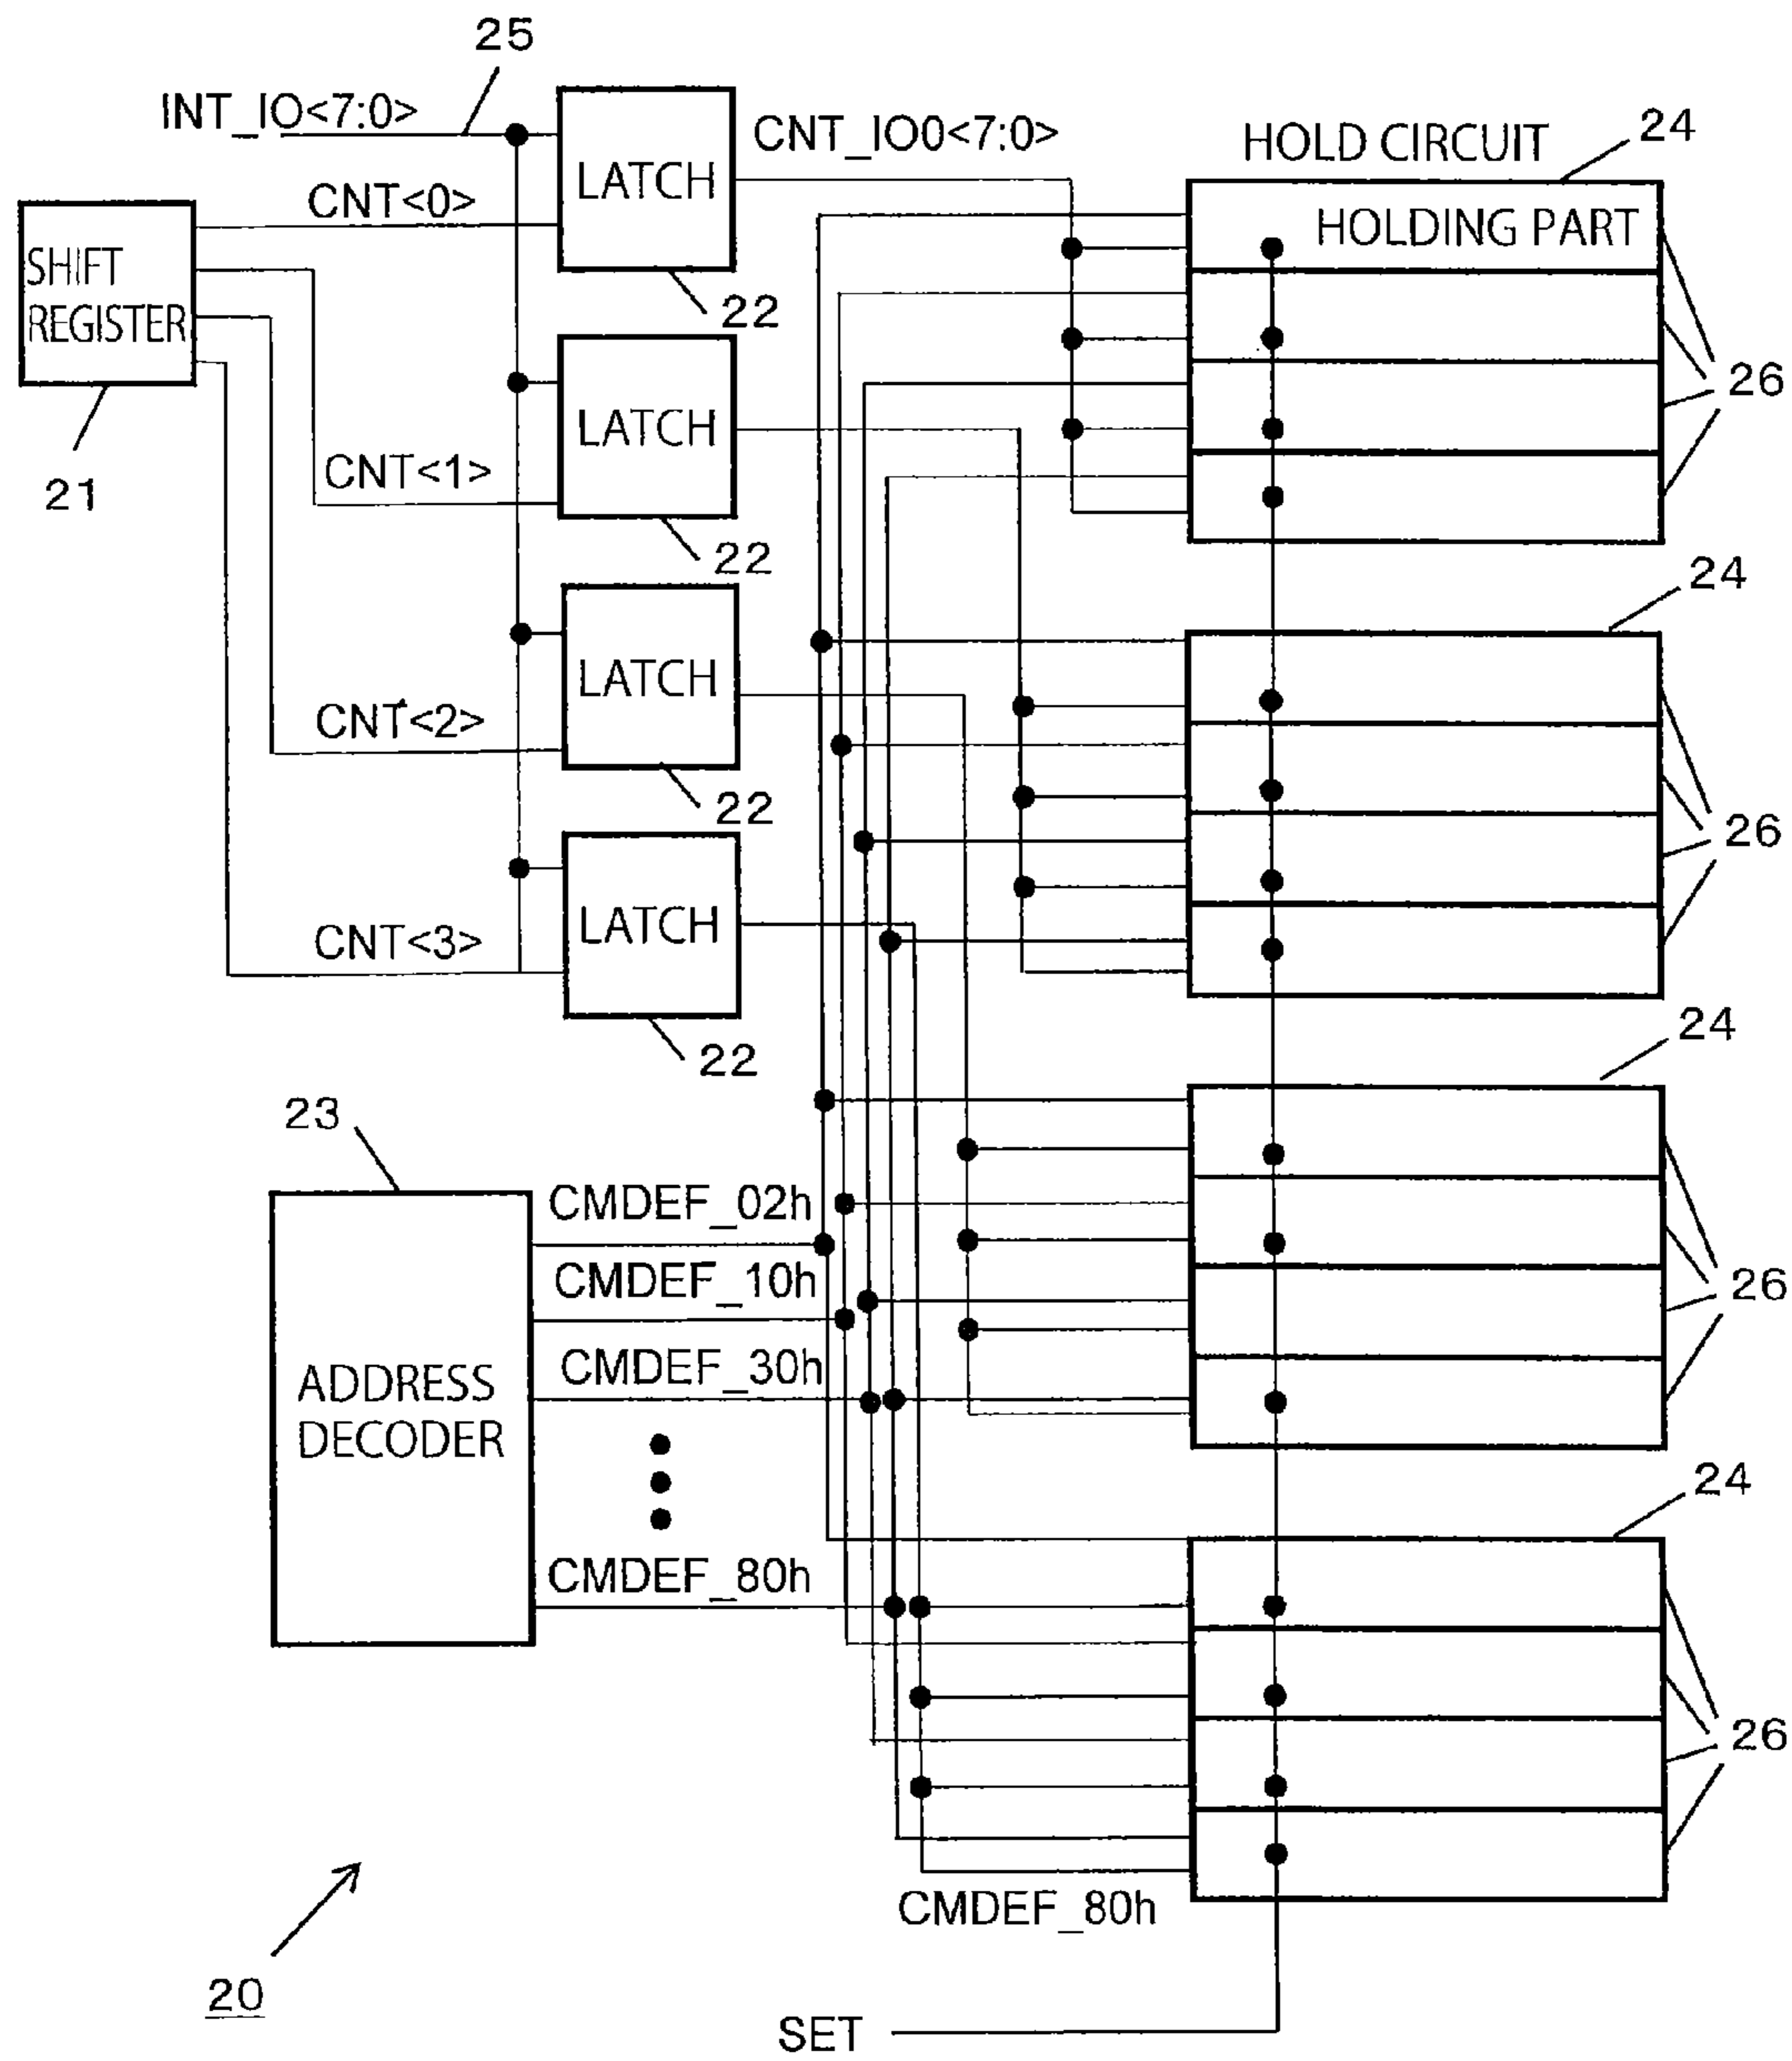 25
INT_IO<7:0>
CNT_IO0<7:0>
HOLD CIRCUIT
24
LATCH
CNT<0>
HOLDING PART
SHIFT
REGISTER
22
26
LATCH
CNT<1>
21
22
24
LATCH
CNT<2>
22
26
LATCH
CNT<3>
22
24
23
CMDEF_02h
CMDEF_10h
26
CMDEF_30h
ADDRESS
DECODER
24
CMDEF_80h
26
CMDEF_80h
20
SET